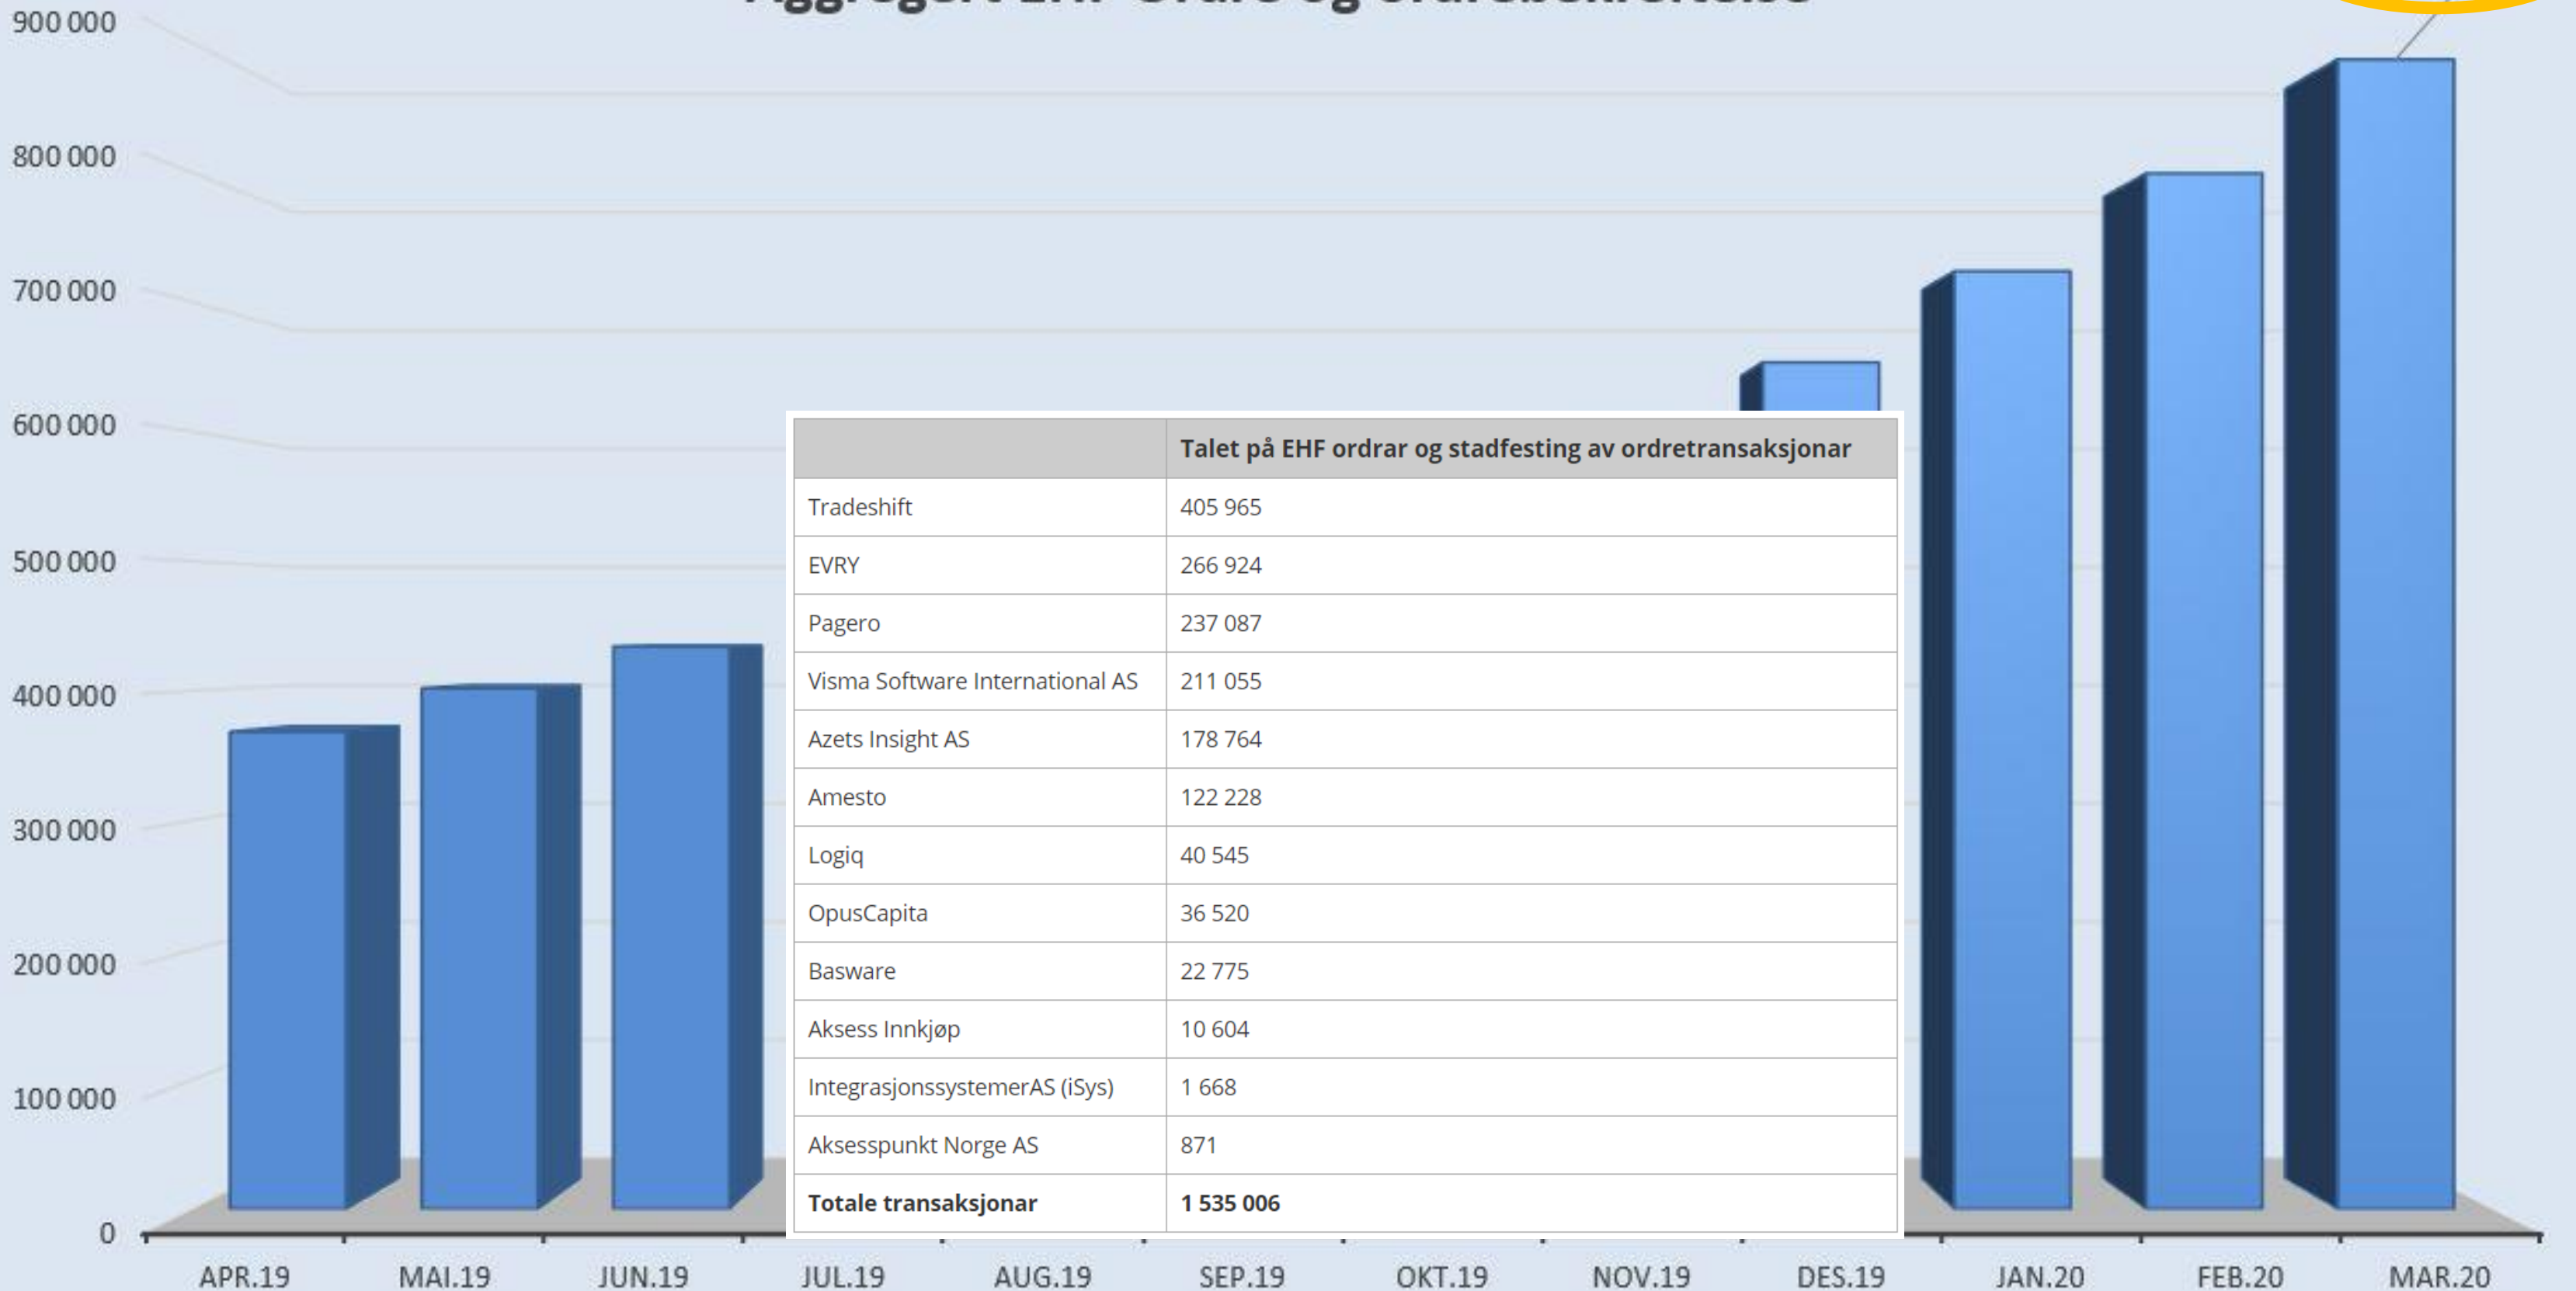 900 000
800 000
700 000
600 000
500 000
400 000
300 000
200 000
100 000
0
Talet på EHF ordrar og stadfesting av ordretransaksjonar
Tradeshift 405 965
EVRY 266 924
Pagero 237 087
Visma Software International AS 211 055
Azets Insight AS 178 764
Amesto 122 228
Logiq 40 545
OpusCapita 36 520
Basware 22 775
Aksess Innkjøp 10 604
IntegrasjonssystemerAS (iSys) 1 668
Aksesspunkt Norge AS 871
Totale transaksjonar 1 535 006
APR.19 MAI.19 JUN.19 JUL.19 AUG.19 SEP.19 OKT.19 NOV.19 DES.19 JAN.20 FEB.20 MAR.20